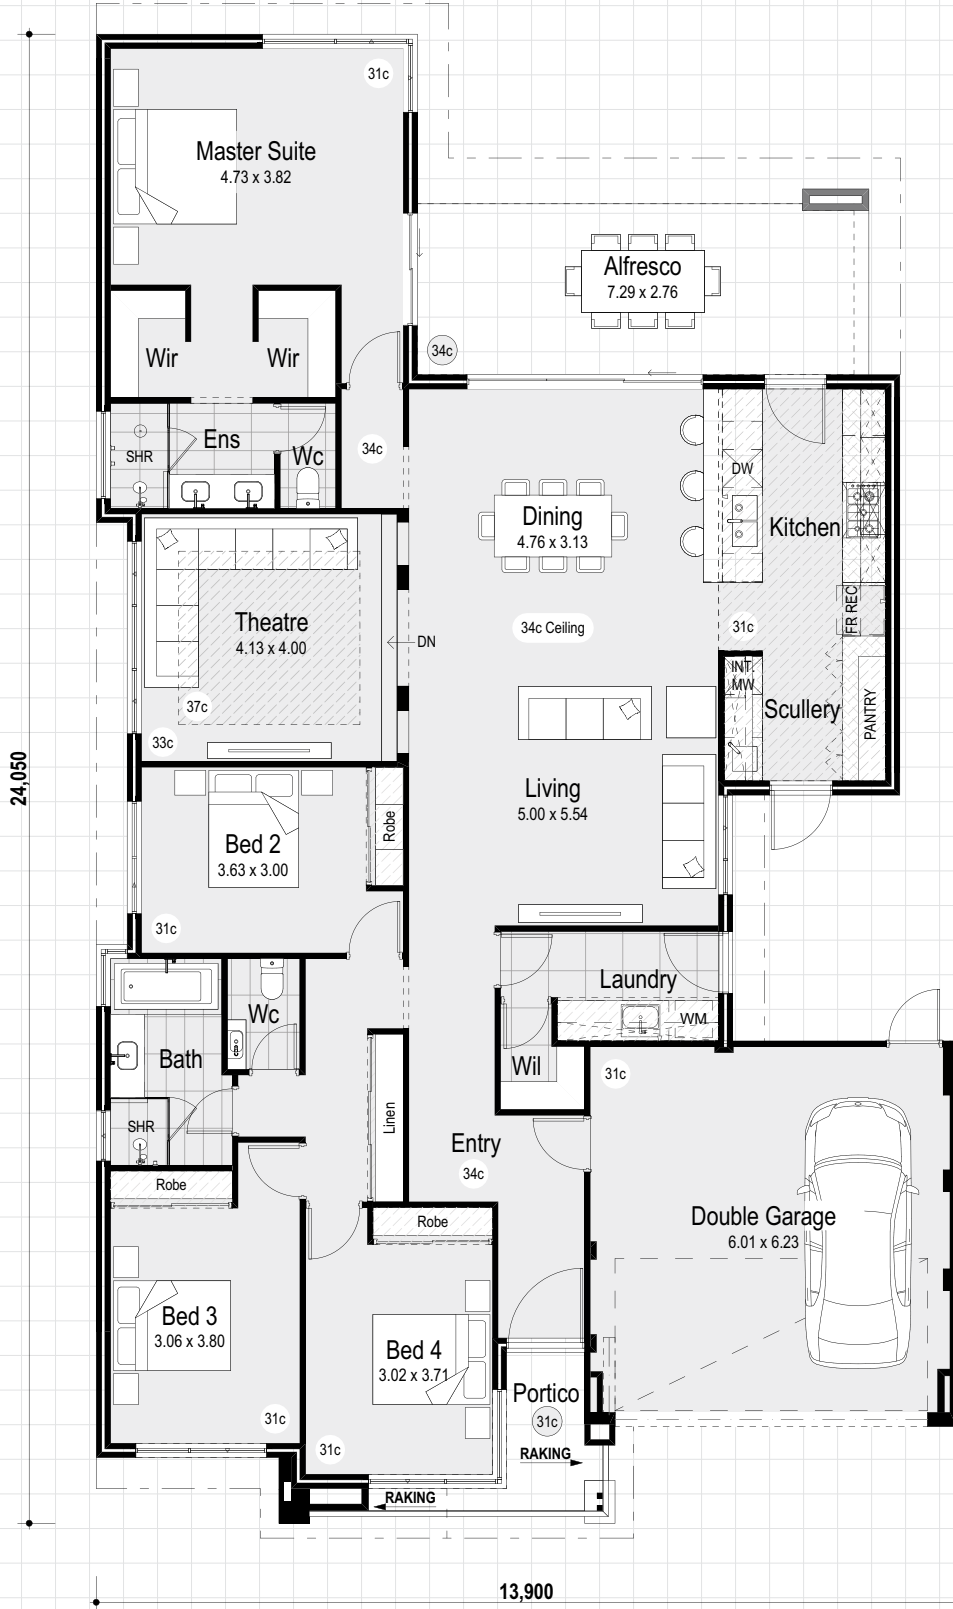 31c
Master Suite
4.73 x 3.82
Alfresco
7.29 x 2.76
Wir
Wir
34c
Ens
Wc
34c
SHR
DW
Dining
4.76 x 3.13
Kitchen
Theatre
4.13 x 4.00
34c Ceiling
31c
FR REC
DN
INT.
MW
37c
33c
Scullery
PANTRY
24,050
Living
5.00 x 5.54
Bed 2
3.63 x 3.00
Robe
31c
Laundry
WM
Wc
Bath
Wil
31c
SHR
Linen
Entry
34c
Robe
Robe
Double Garage
6.01 x 6.23
Bed 3
3.06 x 3.80
Bed 4
3.02 x 3.71
Portico
31c
31c
31c
RAKING
RAKING
13,900